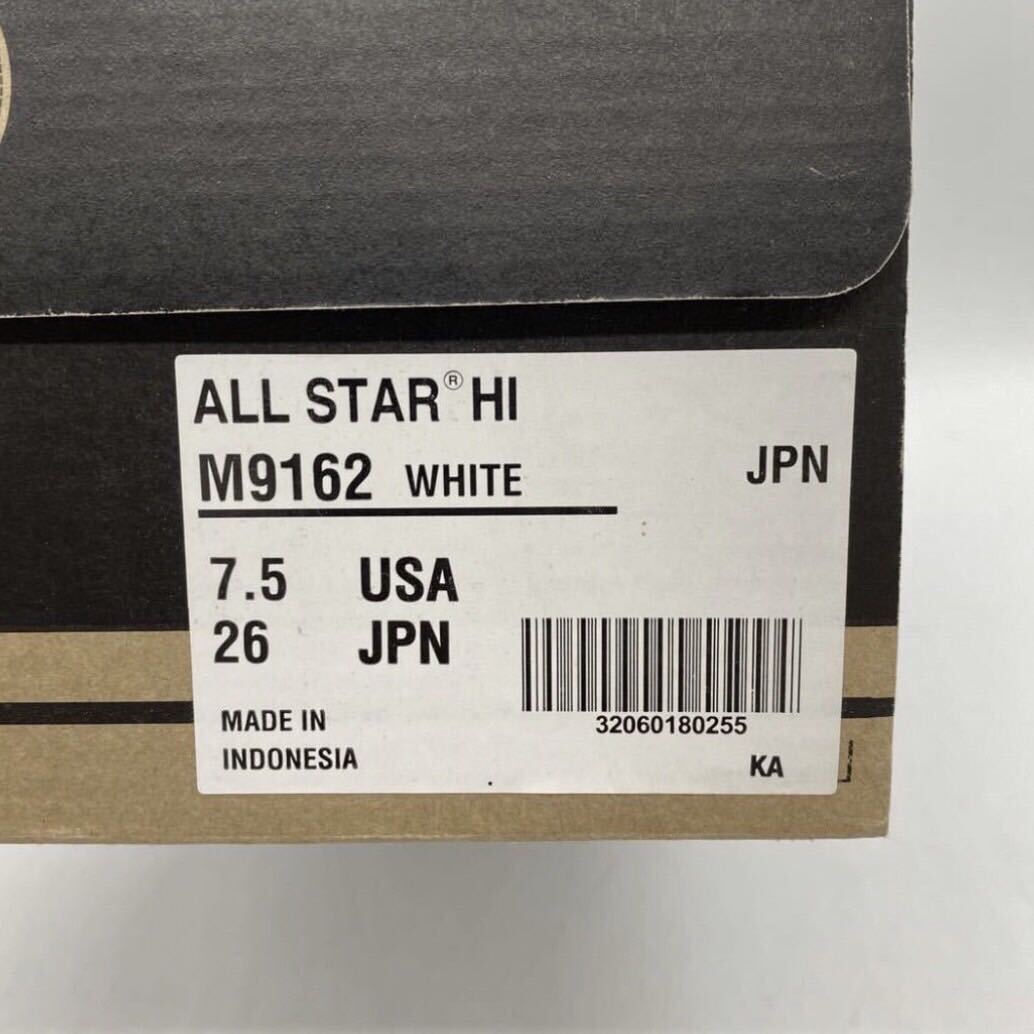 ALL STAR® HI
M9162 WHITE JPN
7.5 USA
26 JPN
MADE IN
INDONESIA
32060180255
KA